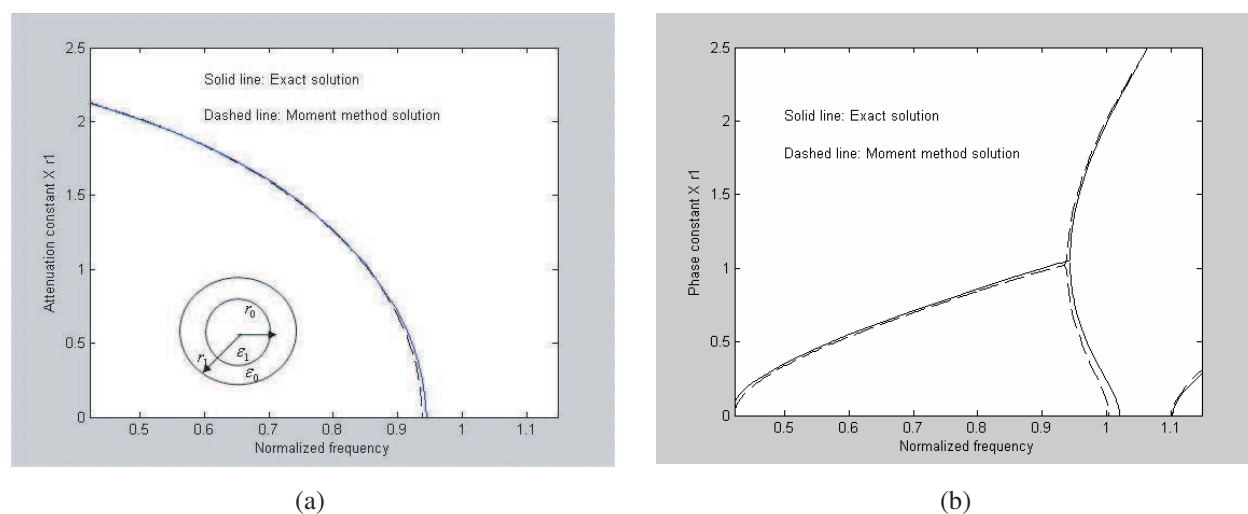 2.5
2
1.5
1
0.5
0
0.5 0.6 0.7 0.8 0.9 1 1.1
Attenuation constant X r1
Normalized frequency
Solid line: Exact solution
Dashed line: Moment method solution
r0
r1
ε1
ε0
(a)
2.5
2
1.5
1
0.5
0
0.5 0.6 0.7 0.8 0.9 1 1.1
Phase constant X r1
Normalized frequency
Solid line: Exact solution
Dashed line: Moment method solution
(b)